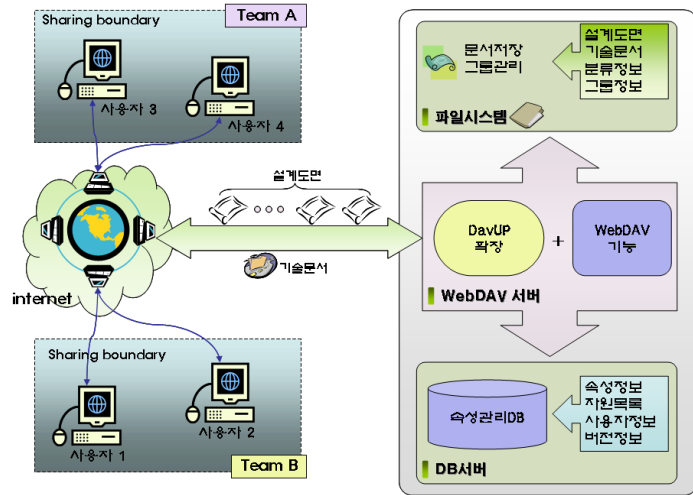 Sharing boundary
Team A
사용자 3
사용자 4
internet
설계도면
기술문서
Sharing boundary
사용자 1
사용자 2
Team B
문서저장
그룹관리
설계도면
기술문서
분류정보
그룹정보
파일시스템
DavUP
확장
+
WebDAV
기능
WebDAV 서버
속성관리DB
속성정보
자원목록
사용자정보
버전정보
DB서버